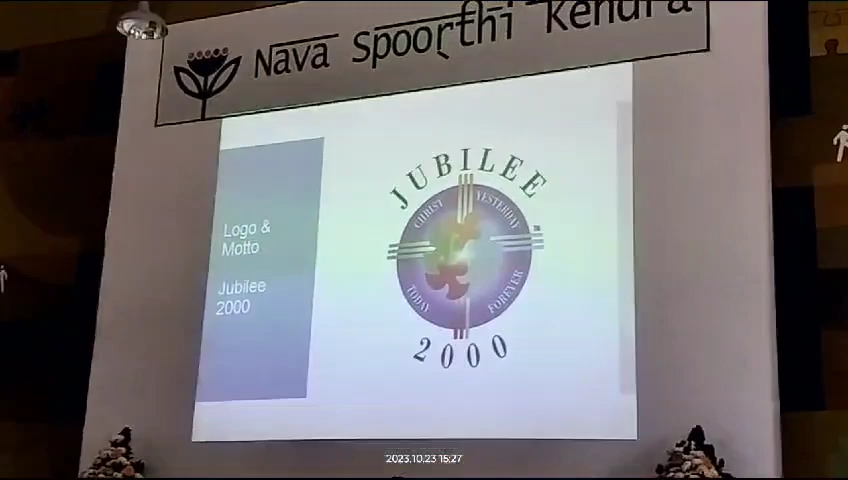 Nava Spoorthi Kendra
Logo &
Motto
Jubilee
2000
JUBILEE
CHRIST
YESTERDAY
TODAY
FOREVER
2000
2023.10.23 15:27